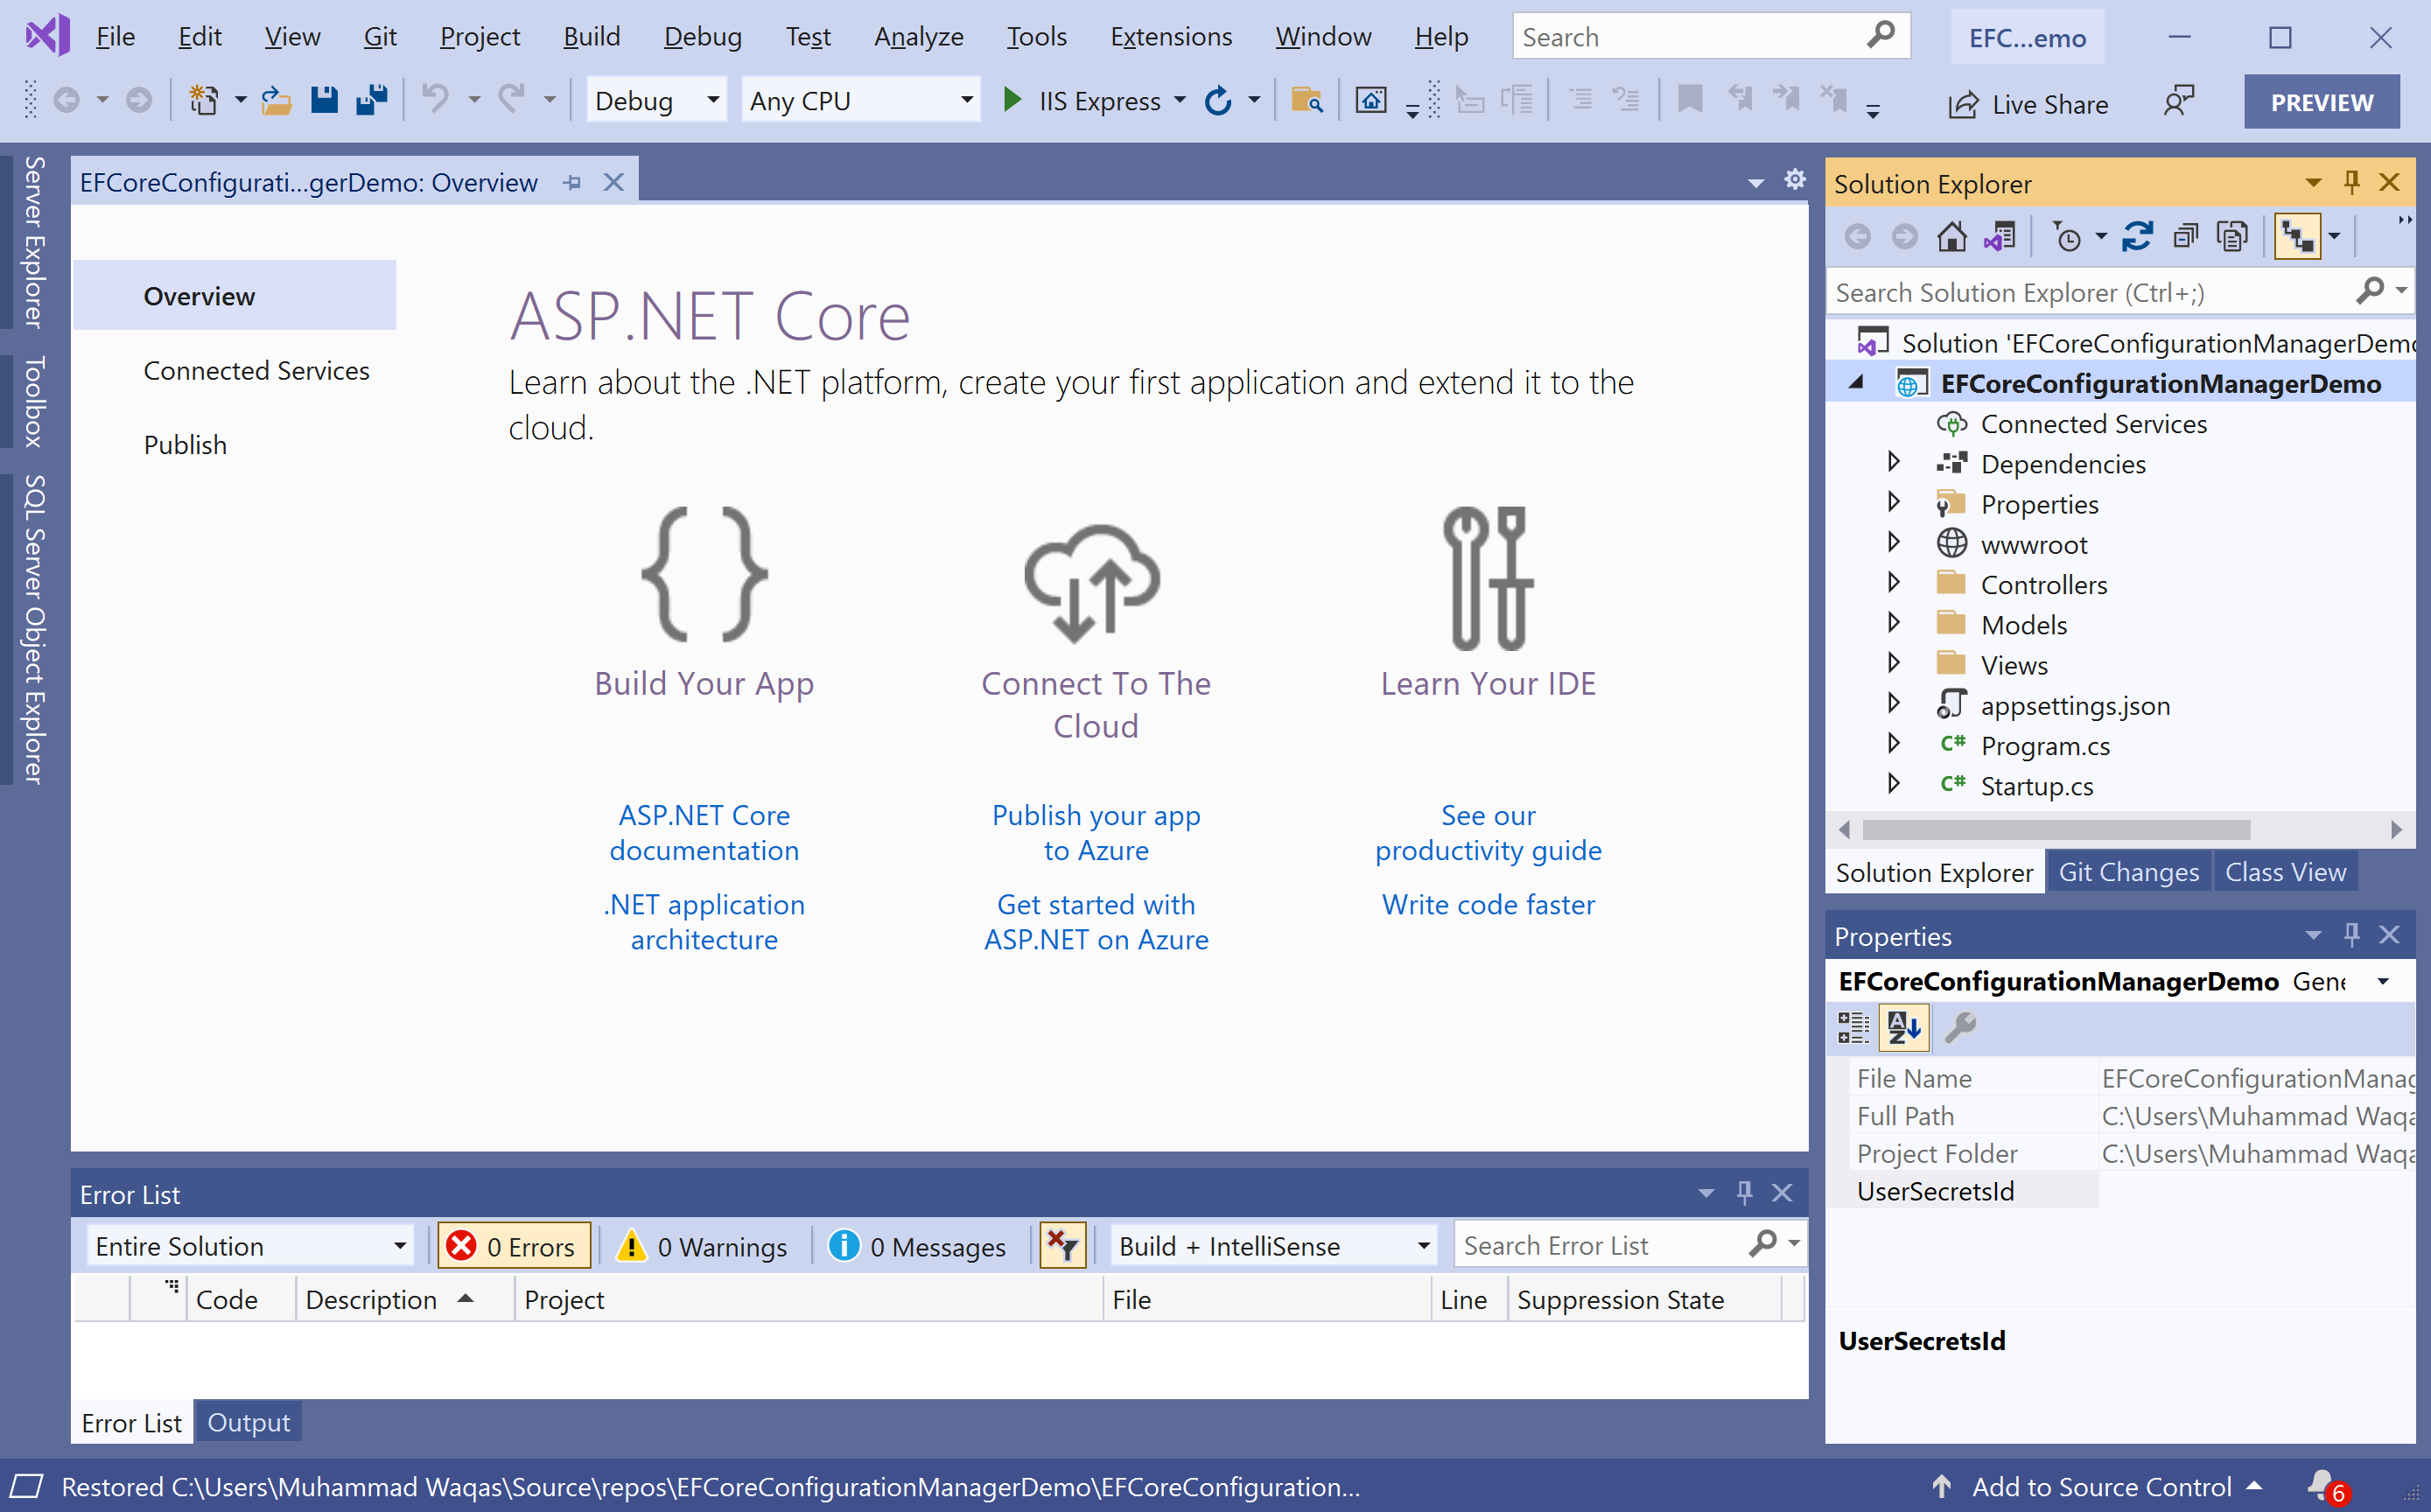 File Edit View Git Project Build Debug Test Analyze Tools Extensions Window Help Search EFC...emo
Debug Any CPU IIS Express Live Share PREVIEW
Server Explorer
Toolbox
SQL Server Object Explorer
EFCoreConfigurati...gerDemo: Overview
Overview
Connected Services
Publish
ASP.NET Core
Learn about the .NET platform, create your first application and extend it to the
cloud.
Build Your App
Connect To The
Cloud
Learn Your IDE
ASP.NET Core
documentation
.NET application
architecture
Publish your app
to Azure
Get started with
ASP.NET on Azure
See our
productivity guide
Write code faster
Solution Explorer
Search Solution Explorer (Ctrl+;)
Solution 'EFCoreConfigurationManagerDemo
EFCoreConfigurationManagerDemo
Connected Services
Dependencies
Properties
wwwroot
Controllers
Models
Views
appsettings.json
C# Program.cs
C# Startup.cs
Solution Explorer Git Changes Class View
Properties
EFCoreConfigurationManagerDemo Gene
File Name EFCoreConfigurationManag
Full Path C:\Users\Muhammad Waqa
Project Folder C:\Users\Muhammad Waqa
UserSecretsId
UserSecretsId
Error List
Entire Solution 0 Errors 0 Warnings 0 Messages Build + IntelliSense Search Error List
Code Description Project File Line Suppression State
Error List Output
Restored C:\Users\Muhammad Waqas\Source\repos\EFCoreConfigurationManagerDemo\EFCoreConfiguration... Add to Source Control 6